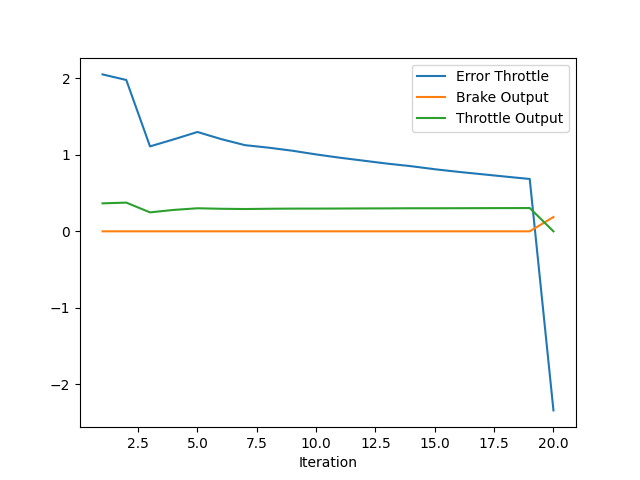 Error Throttle
Brake Output
Throttle Output
2
1
0
−1
−2
2.5 5.0 7.5 10.0 12.5 15.0 17.5 20.0
Iteration